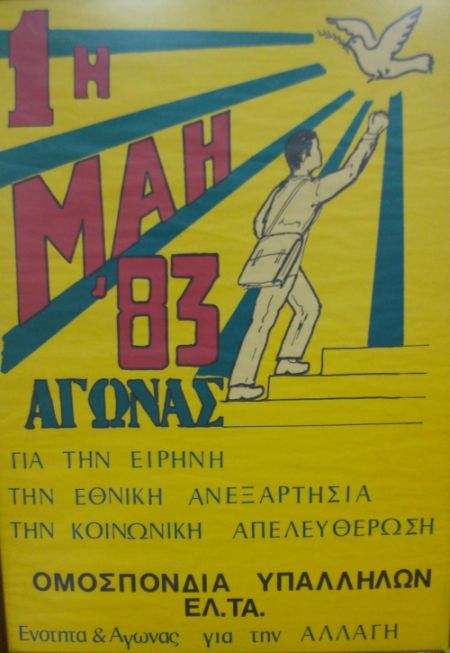 1η
ΜΑΗ
'83
ΑΓΩΝΑΣ
ΓΙΑ ΤΗΝ ΕΙΡΗΝΗ
ΤΗΝ ΕΘΝΙΚΗ ΑΝΕΞΑΡΤΗΣΙΑ
ΤΗΝ ΚΟΙΝΩΝΙΚΗ ΑΠΕΛΕΥΘΕΡΩΣΗ
ΟΜΟΣΠΟΝΔΙΑ ΥΠΑΛΛΗΛΩΝ
ΕΛ.ΤΑ.
Ενοτητα & Αγωνας για την ΑΛΛΑΓΗ